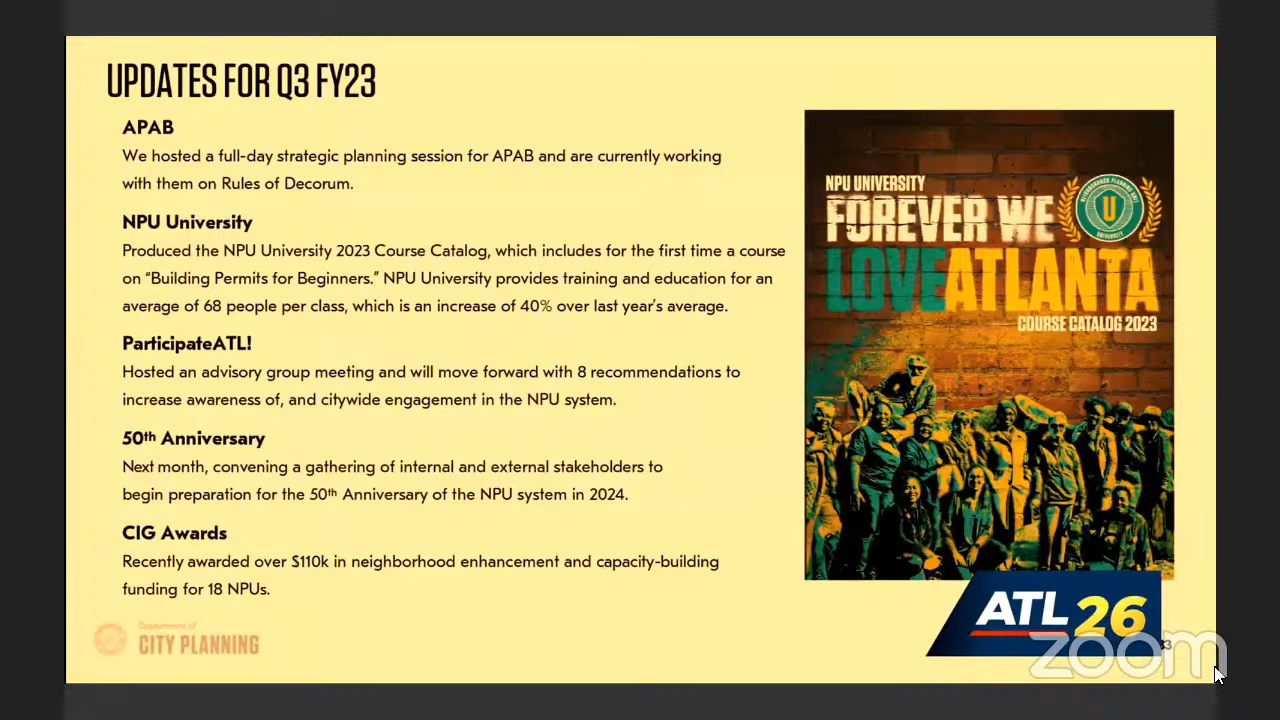 UPDATES FOR Q3 FY23
APAB
We hosted a full-day strategic planning session for APAB and are currently working
with them on Rules of Decorum.
NPU University
Produced the NPU University 2023 Course Catalog, which includes for the first time a course
on “Building Permits for Beginners.” NPU University provides training and education for an
average of 68 people per class, which is an increase of 40% over last year’s average.
ParticipateATL!
Hosted an advisory group meeting and will move forward with 8 recommendations to
increase awareness of, and citywide engagement in the NPU system.
50th Anniversary
Next month, convening a gathering of internal and external stakeholders to
begin preparation for the 50th Anniversary of the NPU system in 2024.
CIG Awards
Recently awarded over $110k in neighborhood enhancement and capacity-building
funding for 18 NPUs.
Department of
CITY PLANNING
NPU UNIVERSITY
FOREVER WE
LOVEATLANTA
COURSE CATALOG 2023
NEIGHBORHOOD PLANNING UNIT
U
UNIVERSITY
ATL 26
zoom